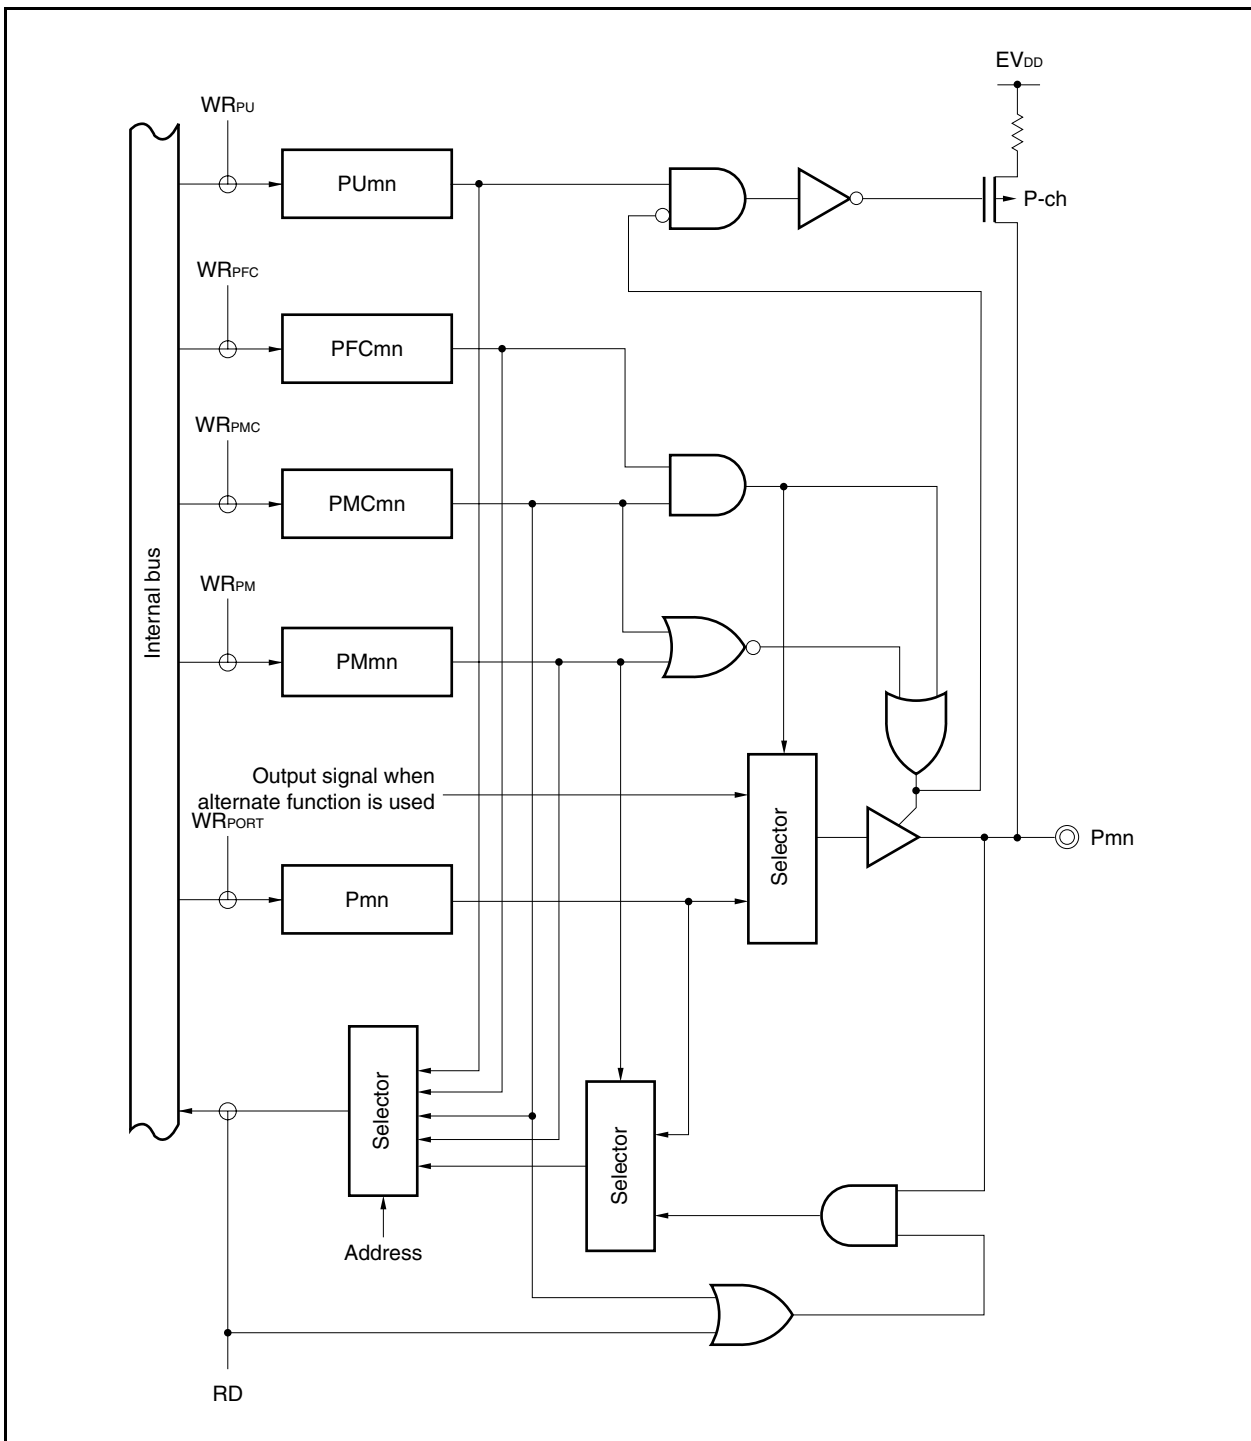 EVDD
WRPU
PUmn
P-ch
WRPFC
PFCmn
WRPMC
PMCmn
WRPM
PMmn
Internal bus
Output signal when
alternate function is used
WRPORT
Pmn
Selector
Pmn
Selector
Selector
Address
RD